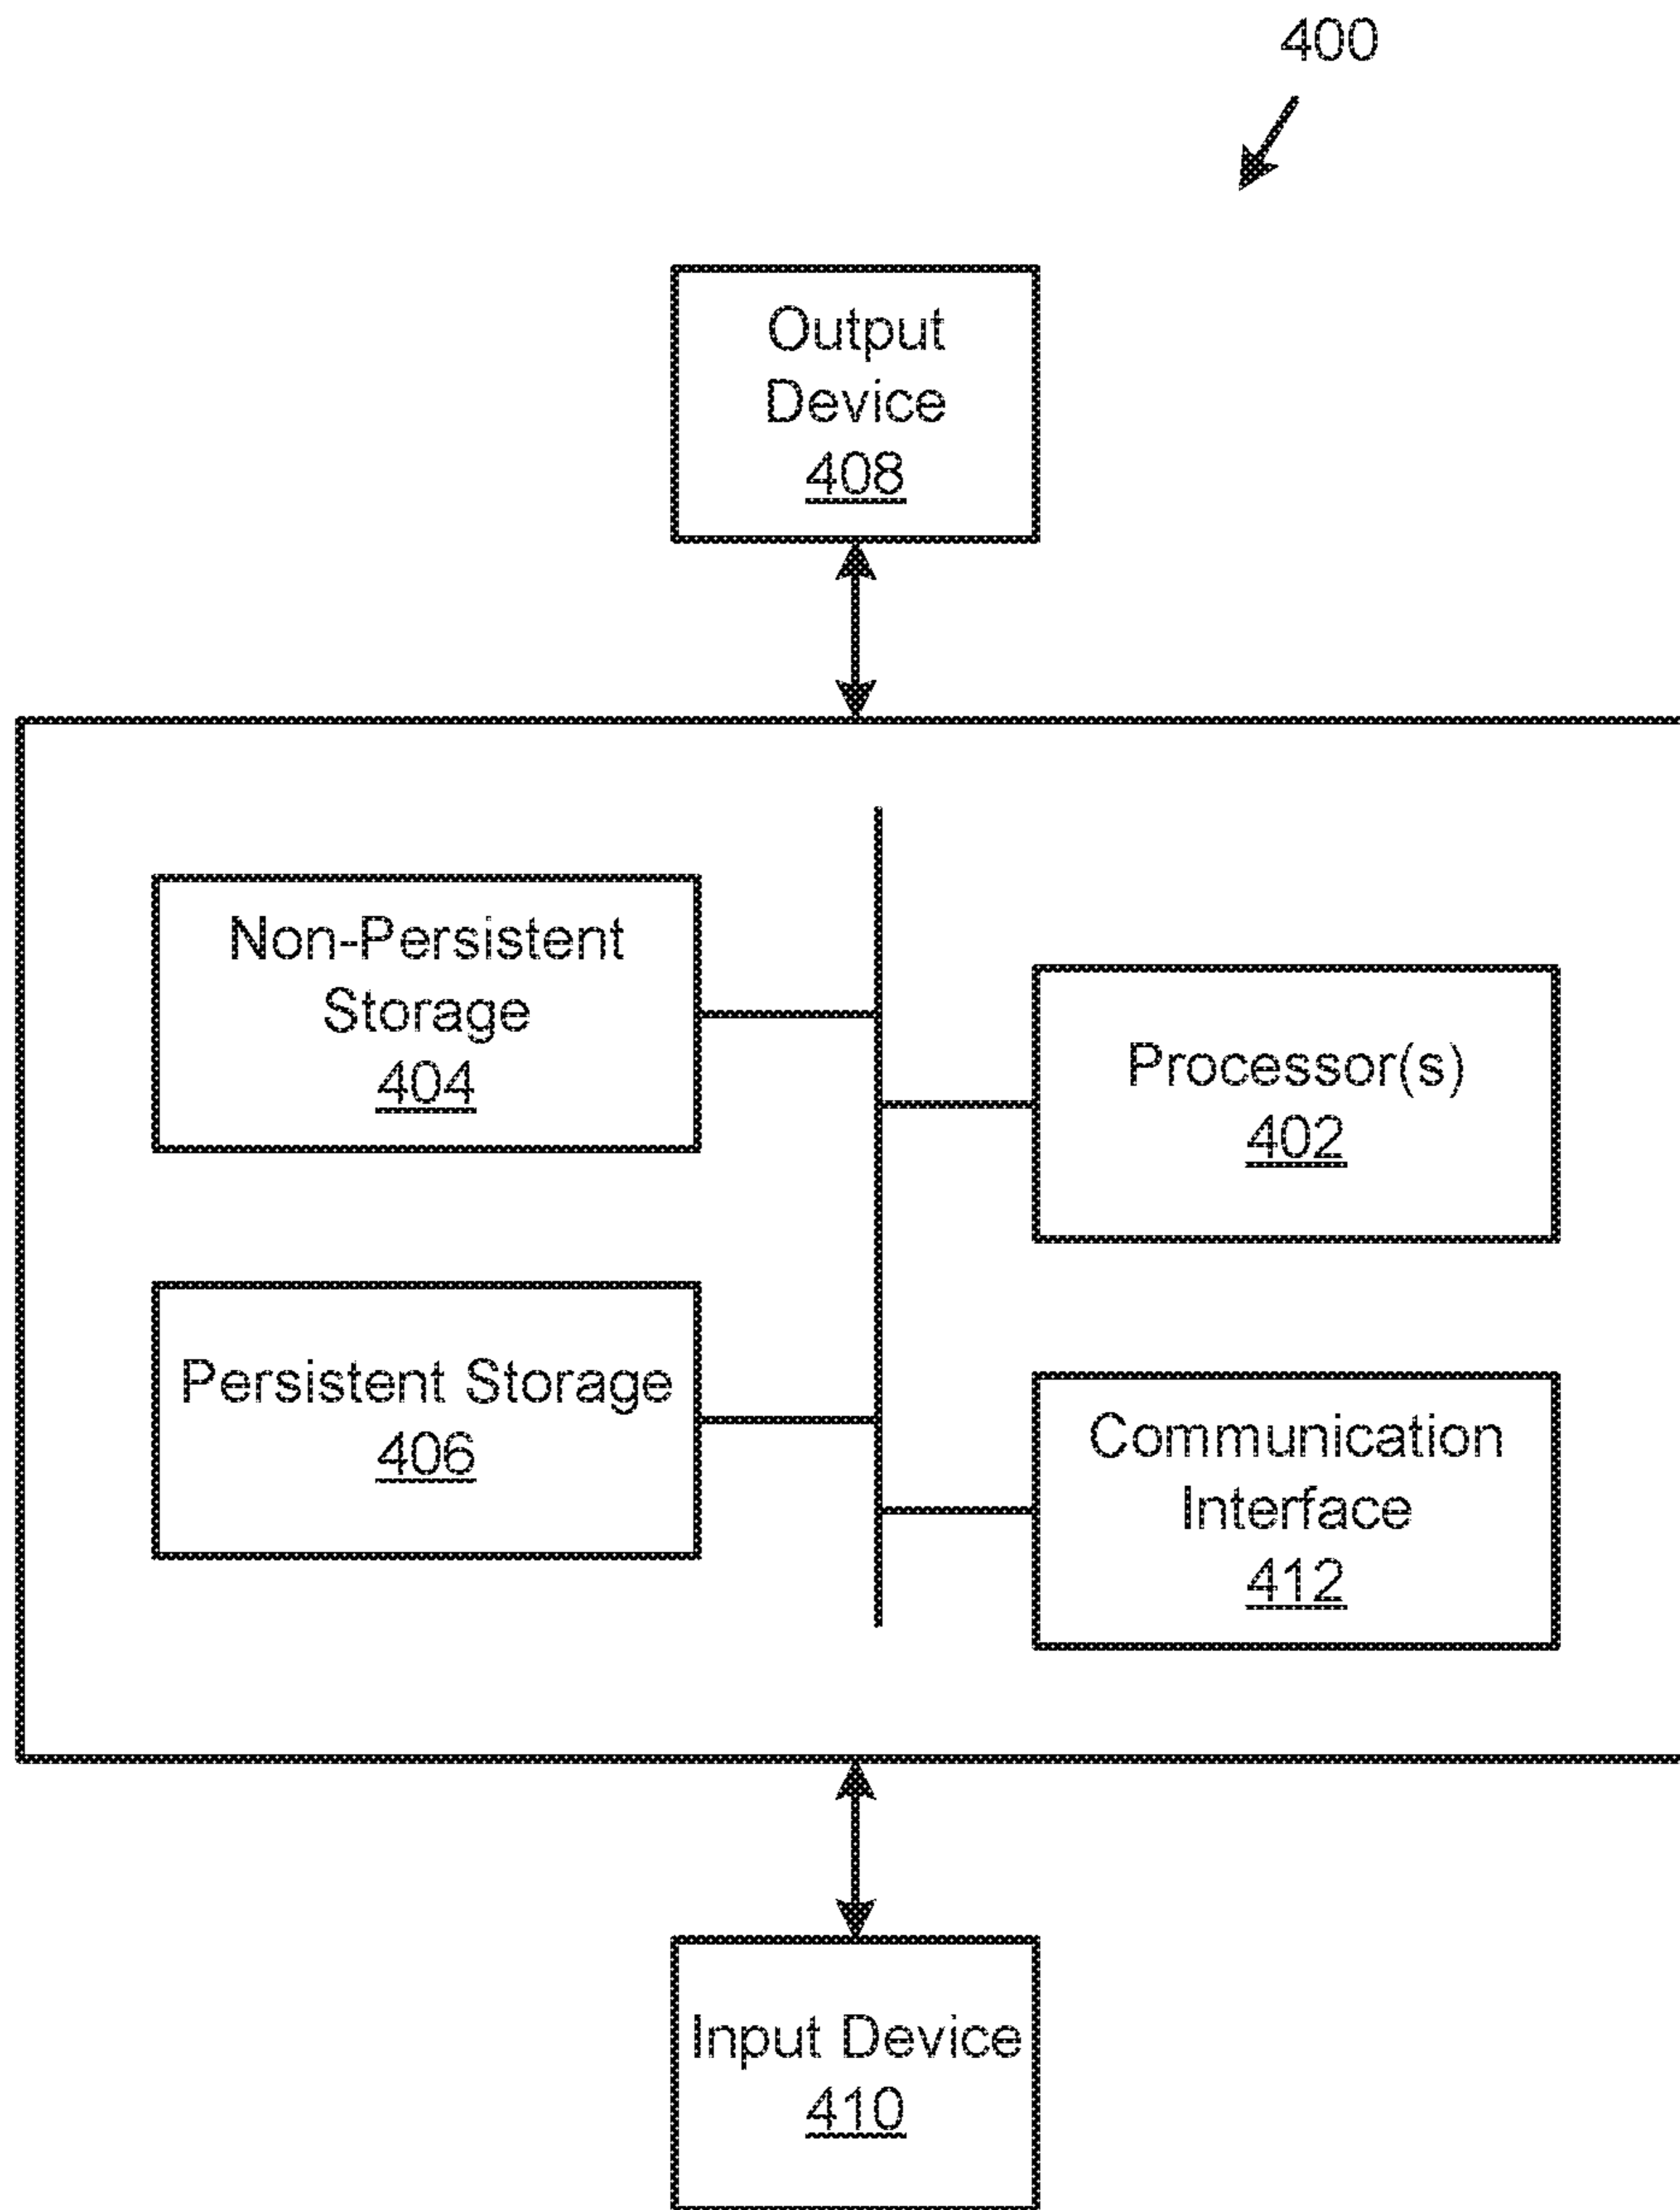 400
Output
Device
408
Non-Persistent
Storage
404
Processor(s)
402
Persistent Storage
406
Communication
Interface
412
Input Device
410